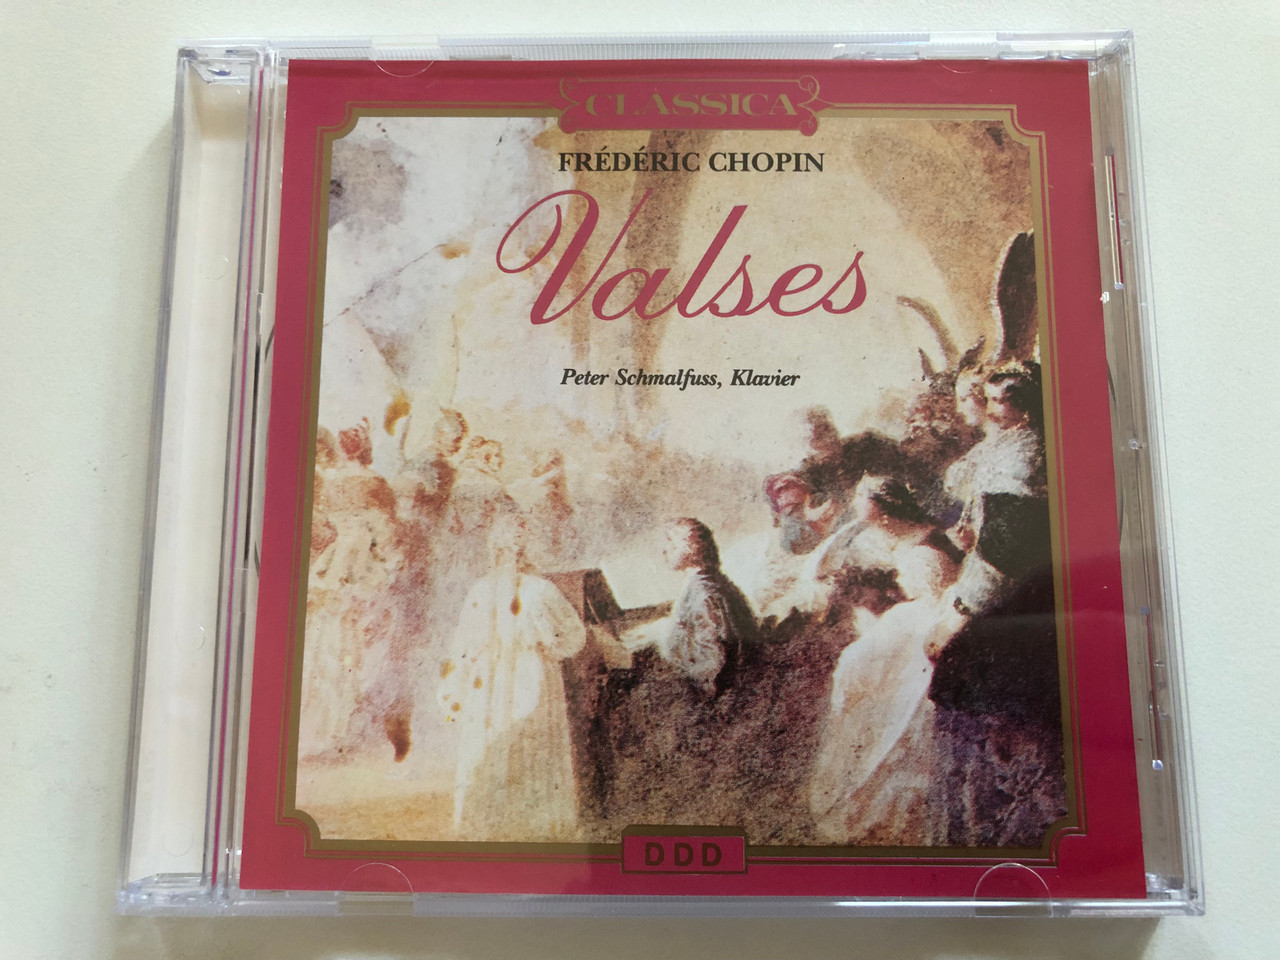 CLASSICA
FRÉDÉRIC CHOPIN
Valses
Peter Schmalfuss, Klavier
DDD